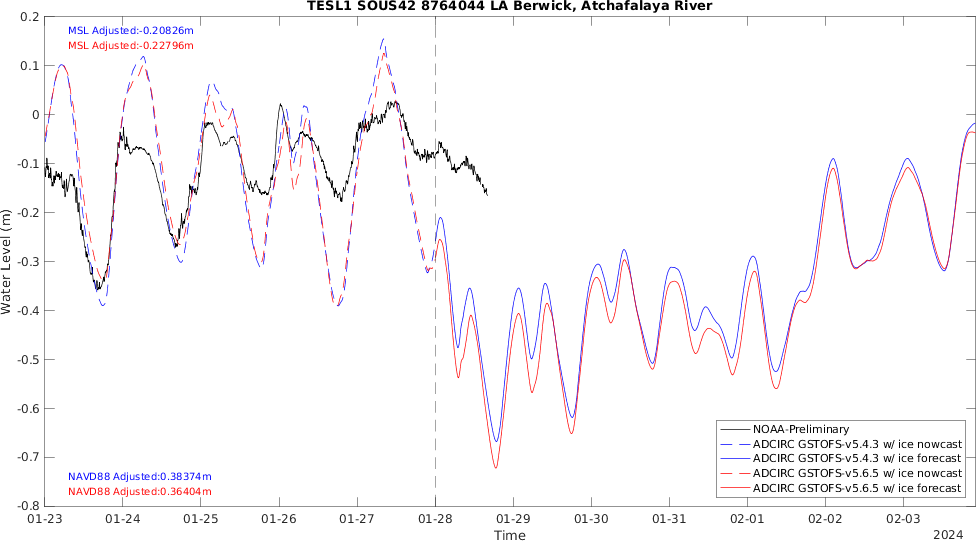 TESL1 SOUS42 8764044 LA Berwick, Atchafalaya River
MSL Adjusted:-0.20826m
MSL Adjusted:-0.22796m
0.2
0.1
0
-0.1
-0.2
-0.3
-0.4
-0.5
-0.6
-0.7
-0.8
Water Level (m)
NAVD88 Adjusted:0.38374m
NAVD88 Adjusted:0.36404m
NOAA-Preliminary
ADCIRC GSTOFS-v5.4.3 w/ ice nowcast
ADCIRC GSTOFS-v5.4.3 w/ ice forecast
ADCIRC GSTOFS-v5.6.5 w/ ice nowcast
ADCIRC GSTOFS-v5.6.5 w/ ice forecast
01-23 01-24 01-25 01-26 01-27 01-28 01-29 01-30 01-31 02-01 02-02 02-03
Time
2024